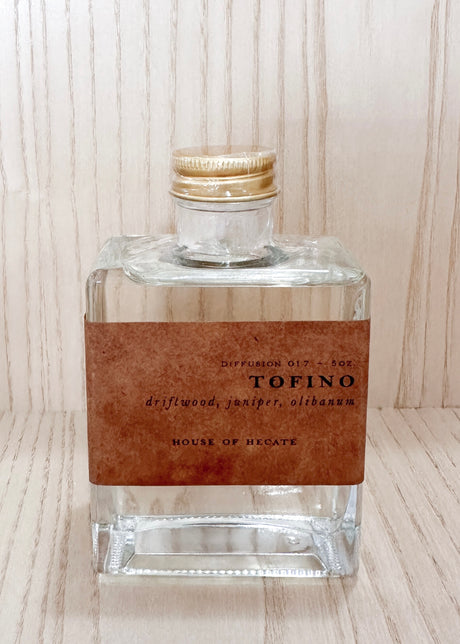 DIFFUSION 017 ~ 5OZ.
TOFINO
driftwood, juniper, olibanum
HOUSE OF HECATE